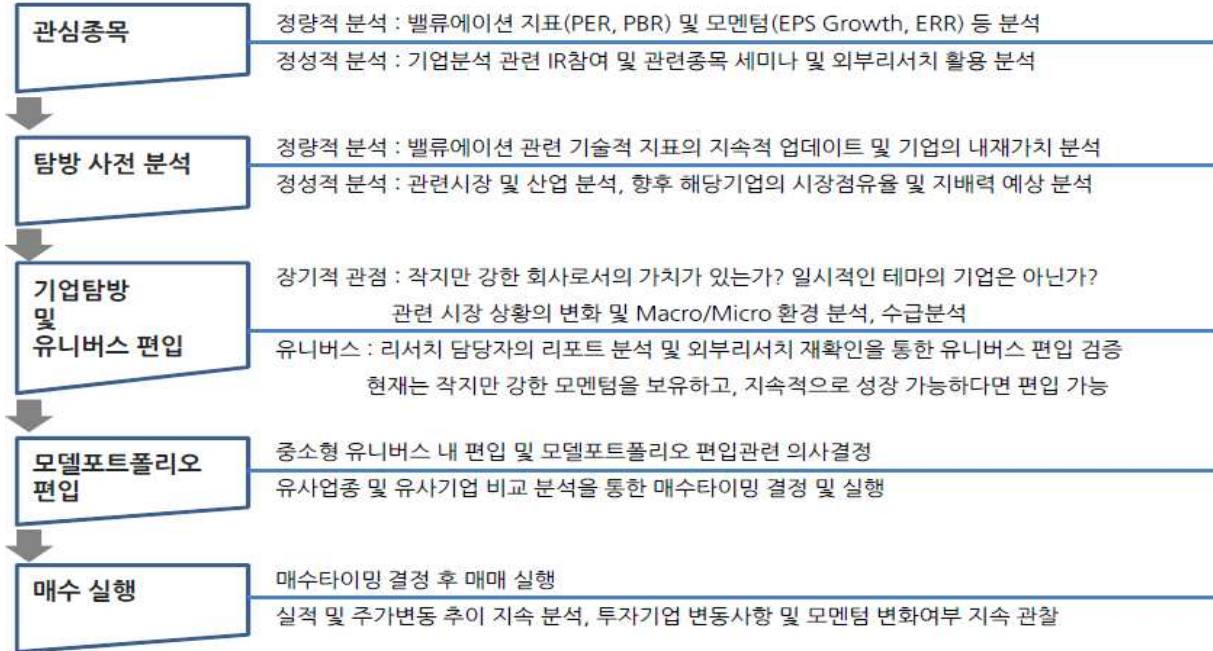 관심종목
정량적 분석 : 밸류에이션 지표(PER, PBR) 및 모멘텀(EPS Growth, ERR) 등 분석
정성적 분석 : 기업분석 관련 IR참여 및 관련종목 세미나 및 외부리서치 활용 분석
탐방 사전 분석
정량적 분석 : 밸류에이션 관련 기술적 지표의 지속적 업데이트 및 기업의 내재가치 분석
정성적 분석 : 관련시장 및 산업 분석, 향후 해당기업의 시장점유율 및 지배력 예상 분석
기업탐방
및
유니버스 편입
장기적 관점 : 작지만 강한 회사로서의 가치가 있는가? 일시적인 테마의 기업은 아닌가?
관련 시장 상황의 변화 및 Macro/Micro 환경 분석, 수급분석
유니버스 : 리서치 담당자의 리포트 분석 및 외부리서치 재확인을 통한 유니버스 편입 검증
현재는 작지만 강한 모멘텀을 보유하고, 지속적으로 성장 가능하다면 편입 가능
모델포트폴리오
편입
중소형 유니버스 내 편입 및 모델포트폴리오 편입관련 의사결정
유사업종 및 유사기업 비교 분석을 통한 매수타이밍 결정 및 실행
매수 실행
매수타이밍 결정 후 매매 실행
실적 및 주가변동 추이 지속 분석, 투자기업 변동사항 및 모멘텀 변화여부 지속 관찰